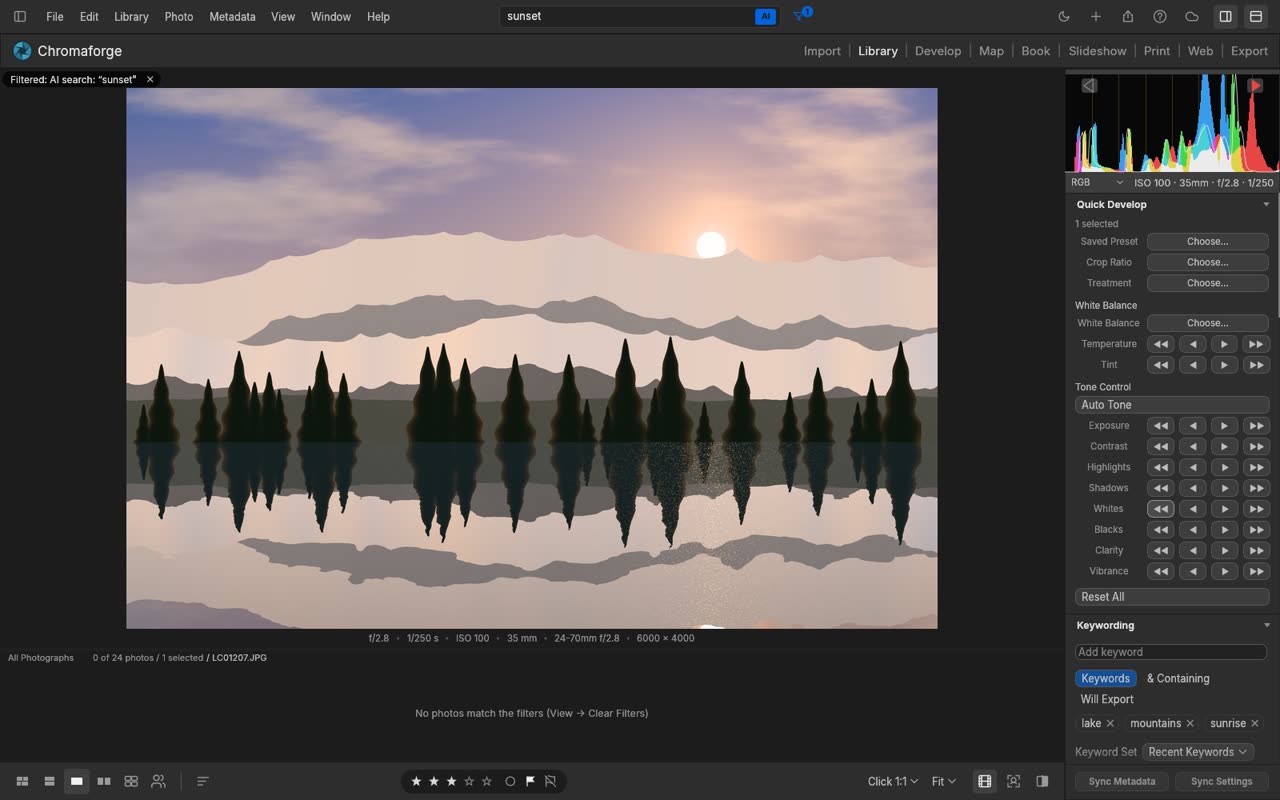 File Edit Library Photo Metadata View Window Help
sunset
AI
1
Chromaforge
Import Library Develop Map Book Slideshow Print Web Export
Filtered: AI search: “sunset” ×
RGB ISO 100 · 35mm · f/2.8 · 1/250
Quick Develop
1 selected
Saved Preset Choose...
Crop Ratio Choose...
Treatment Choose...
White Balance
White Balance Choose...
Temperature
Tint
Tone Control
Auto Tone
Exposure
Contrast
Highlights
Shadows
Whites
Blacks
Clarity
Vibrance
Reset All
f/2.8 • 1/250 s • ISO 100 • 35 mm • 24-70mm f/2.8 • 6000 × 4000
All Photographs 0 of 24 photos / 1 selected / LC01207.JPG
No photos match the filters (View → Clear Filters)
Keywording
Add keyword
Keywords & Containing
Will Export
lake × mountains × sunrise ×
Keyword Set Recent Keywords
Click 1:1 Fit
Sync Metadata Sync Settings